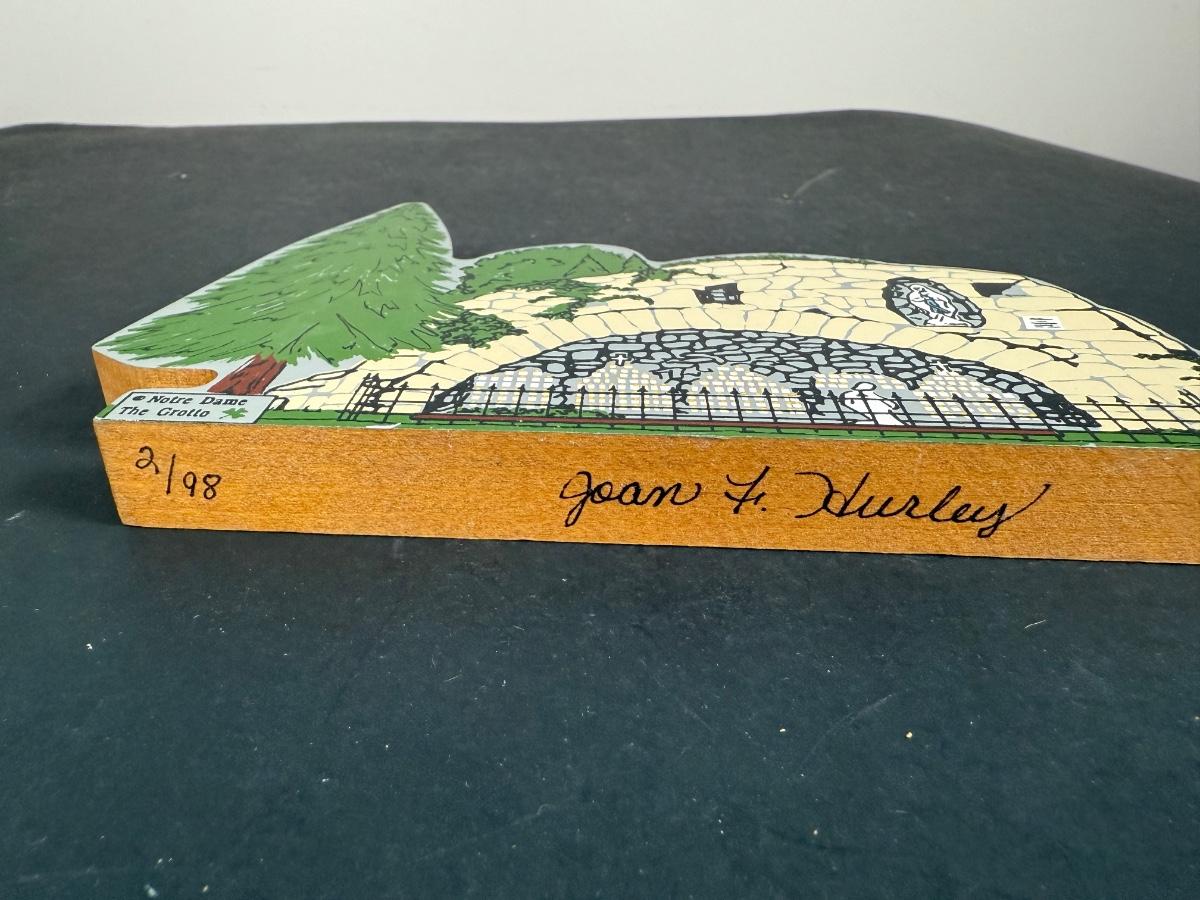 © Notre Dame
The Grotto
2/98 Joan F. Hurley